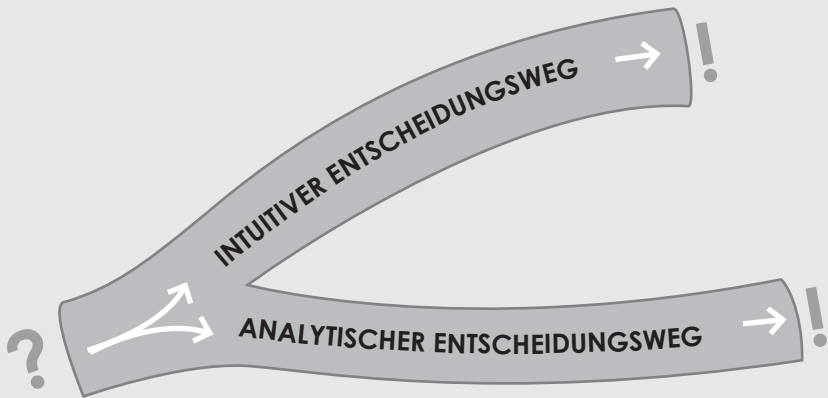 INTUITIVER ENTSCHEIDUNGSWEG
!
?
ANALYTISCHER ENTSCHEIDUNGSWEG
!